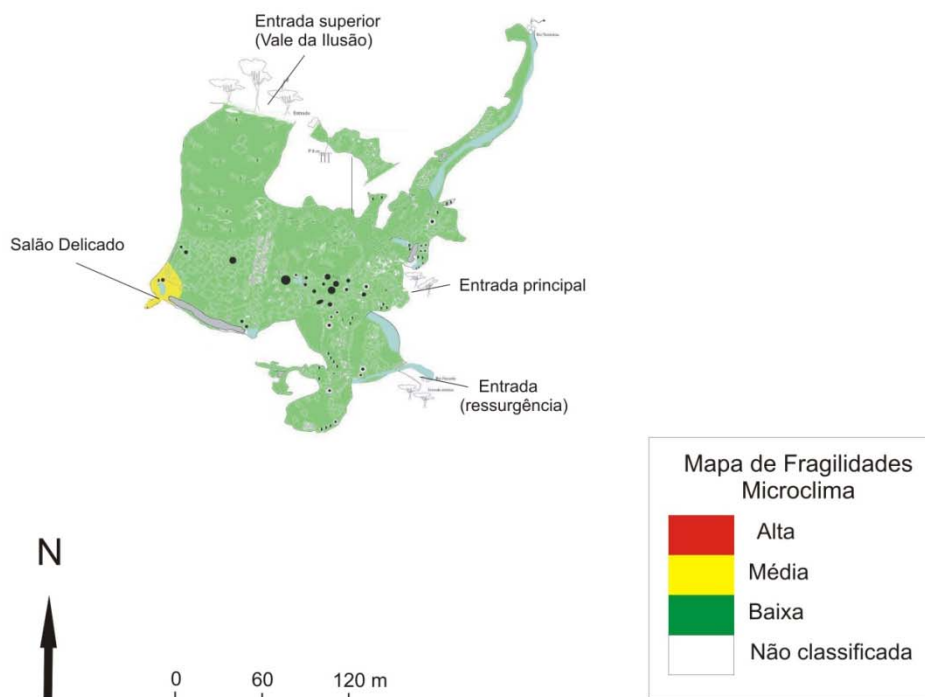 Entrada superior
(Vale da Ilusão)
Entrada
Salão Delicado
Entrada principal
Entrada
(ressurgência)
Mapa de Fragilidades
Microclima
Alta
Média
Baixa
Não classificada
N
0 60 120 m